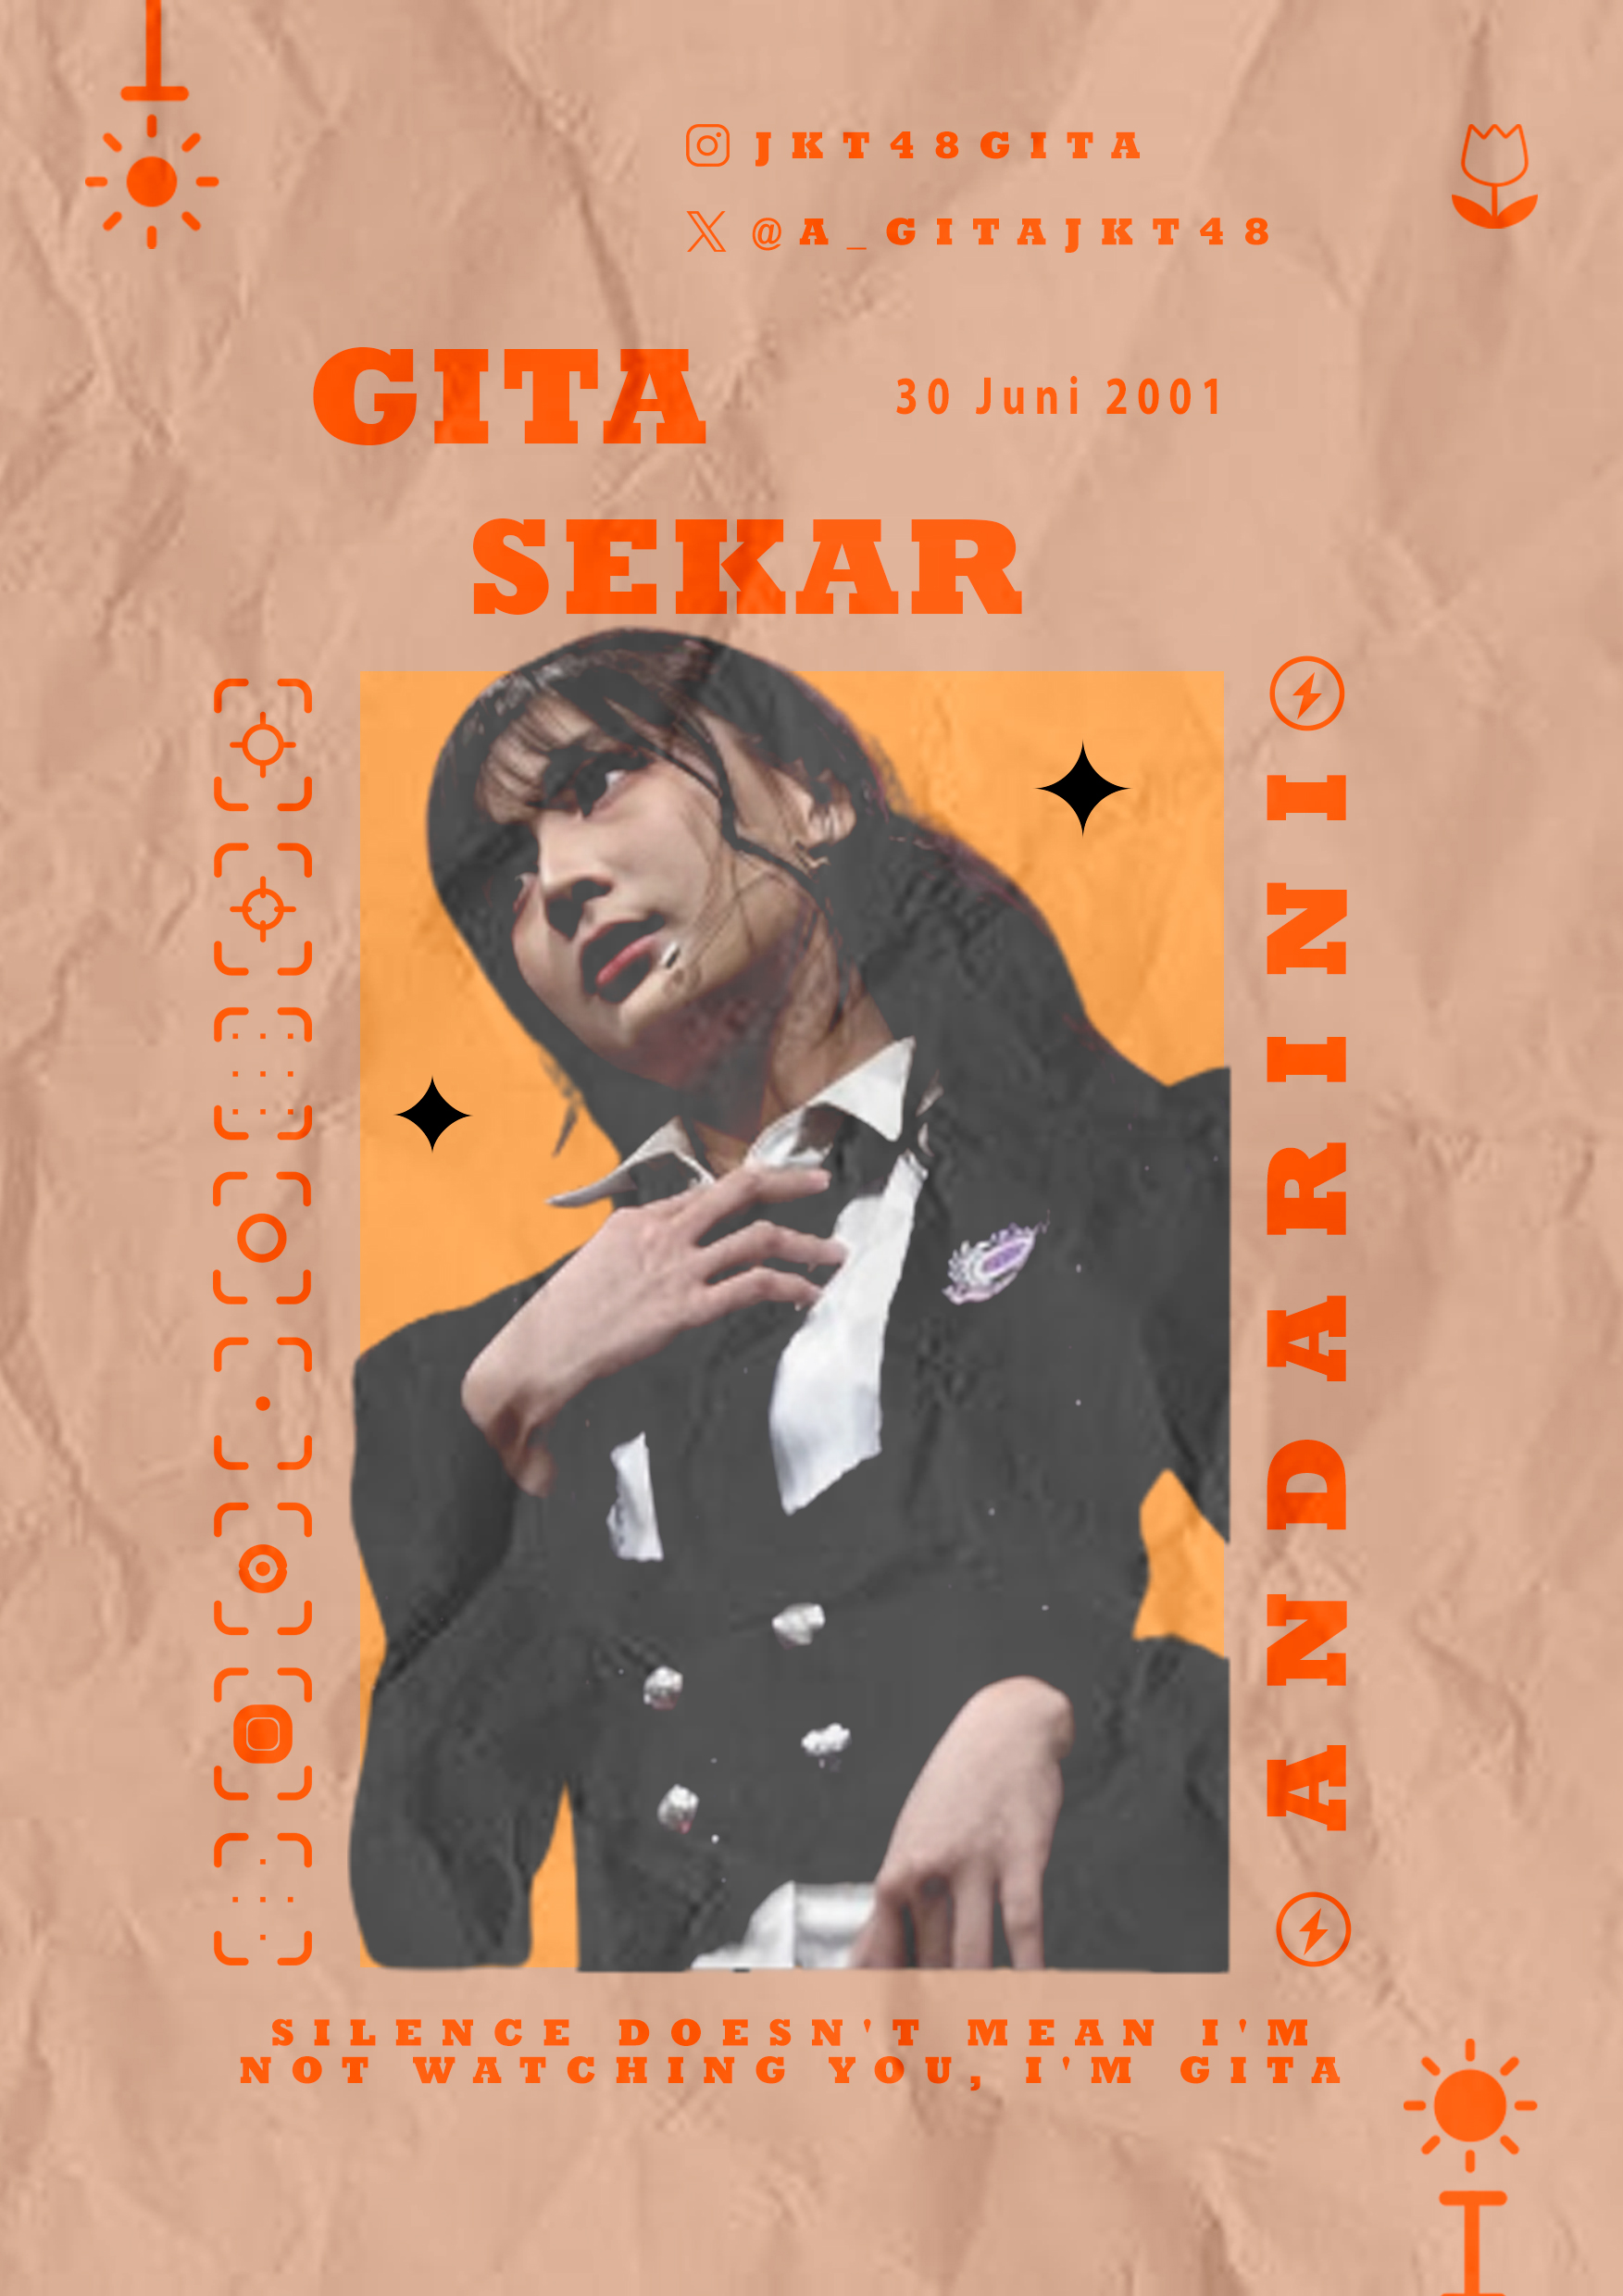 JKT48GITA
@A_GITAJKT48
GITA
30 Juni 2001
SEKAR
ANDARINI
SILENCE DOESN'T MEAN I'M
NOT WATCHING YOU, I'M GITA